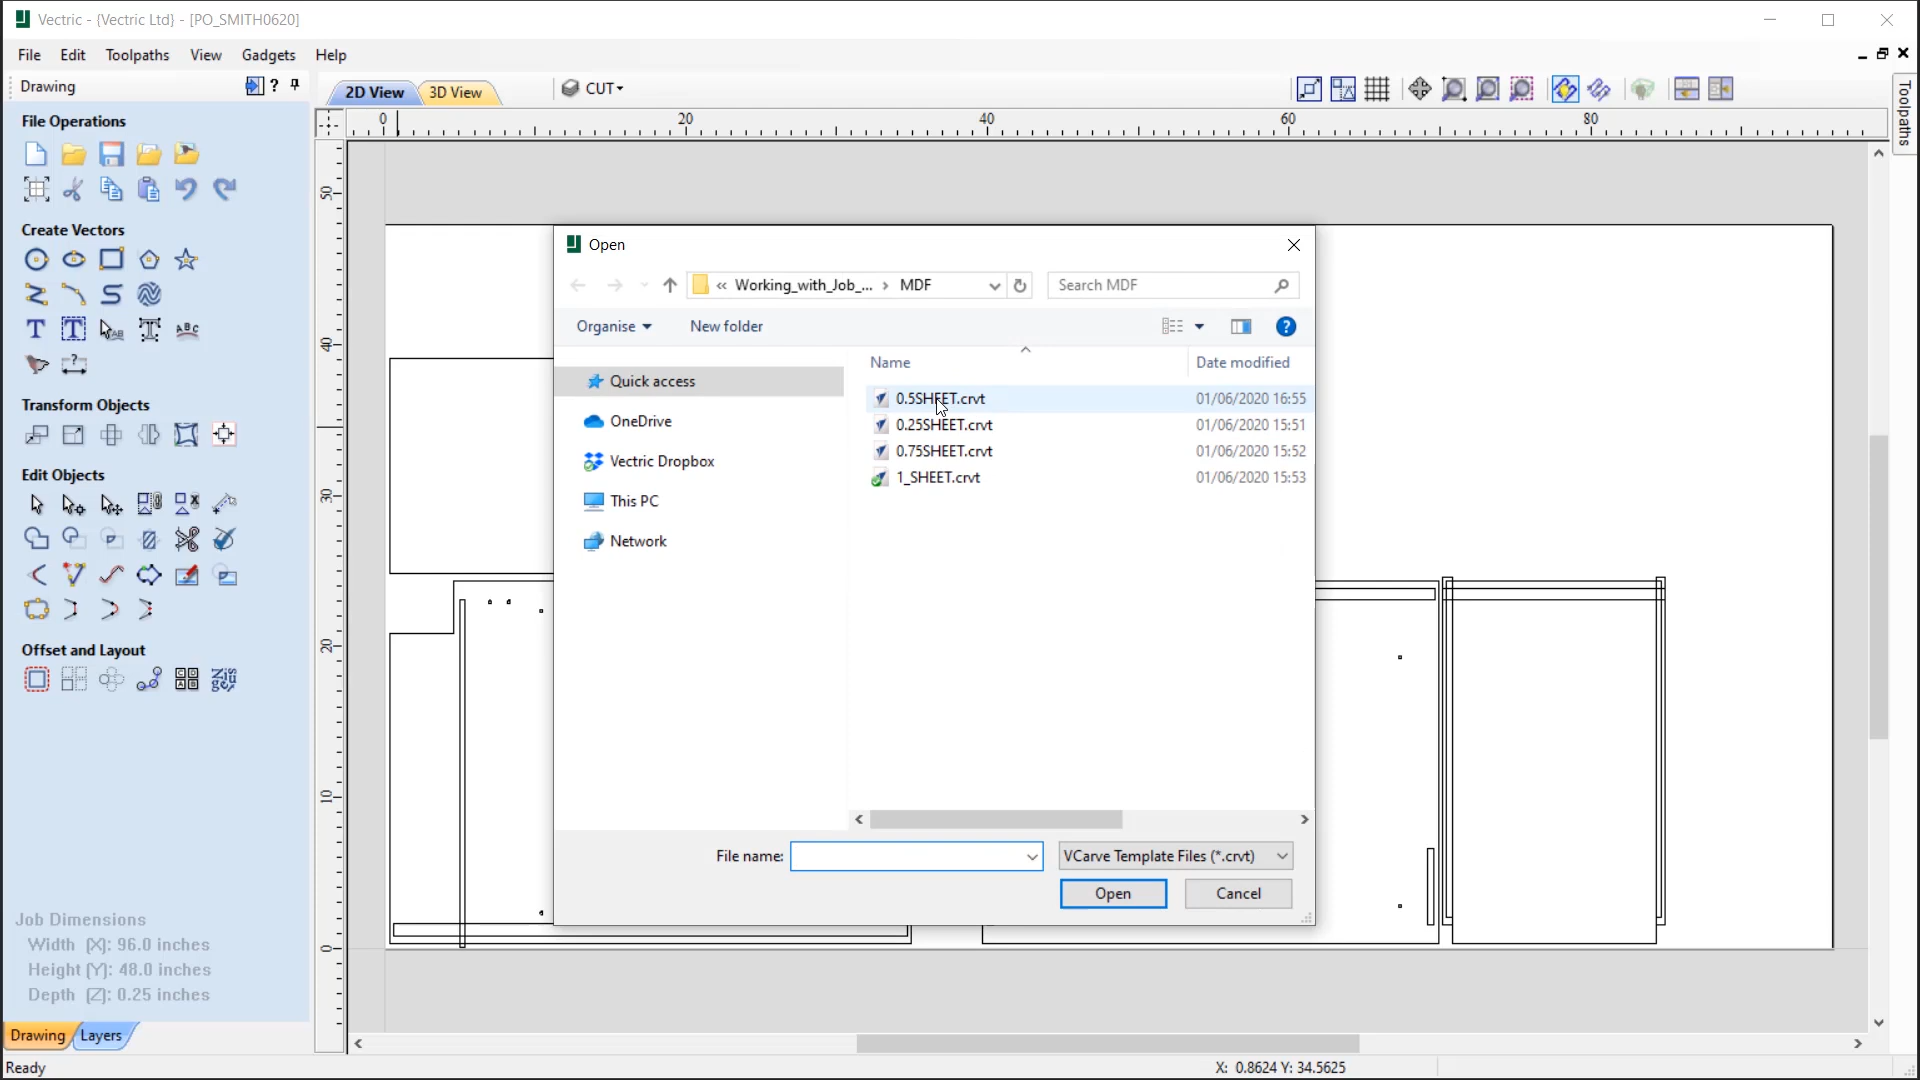 Vectric - {Vectric Ltd} - [PO_SMITH0620]
File Edit Toolpaths View Gadgets Help
Drawing ?
2D View 3D View CUT
Toolpaths
File Operations
Create Vectors
Transform Objects
Edit Objects
Offset and Layout
0 20 40 60 80
50
40
30
20
10
0
Open
« Working_with_Job_... › MDF
Search MDF
Organise New folder
Name Date modified
Quick access
OneDrive
Vectric Dropbox
This PC
Network
0.5SHEET.crvt 01/06/2020 16:55
0.25SHEET.crvt 01/06/2020 15:51
0.75SHEET.crvt 01/06/2020 15:52
1_SHEET.crvt 01/06/2020 15:53
File name:
VCarve Template Files (*.crvt)
Open Cancel
Job Dimensions
Width (X): 96.0 inches
Height (Y): 48.0 inches
Depth (Z): 0.25 inches
Drawing Layers
Ready
X: 0.8624 Y: 34.5625